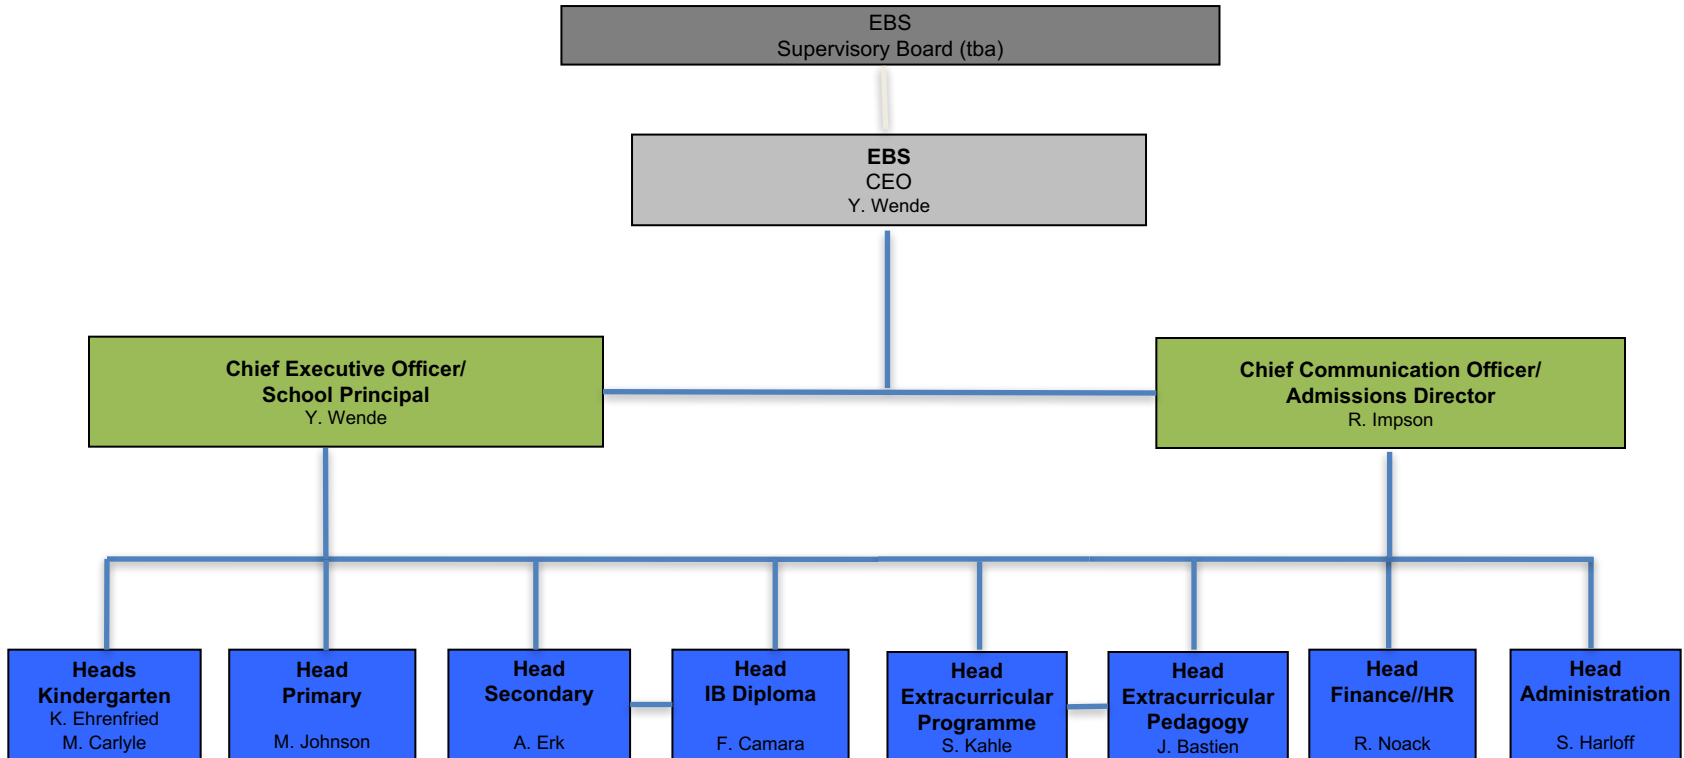 EBS
Supervisory Board (tba)
EBS
CEO
Y. Wende
Chief Executive Officer/
School Principal
Y. Wende
Chief Communication Officer/
Admissions Director
R. Impson
Heads
Kindergarten
K. Ehrenfried
M. Carlyle
Head
Primary
M. Johnson
Head
Secondary
A. Erk
Head
IB Diploma
F. Camara
Head
Extracurricular
Programme
S. Kahle
Head
Extracurricular
Pedagogy
J. Bastien
Head
Finance//HR
R. Noack
Head
Administration
S. Harloff